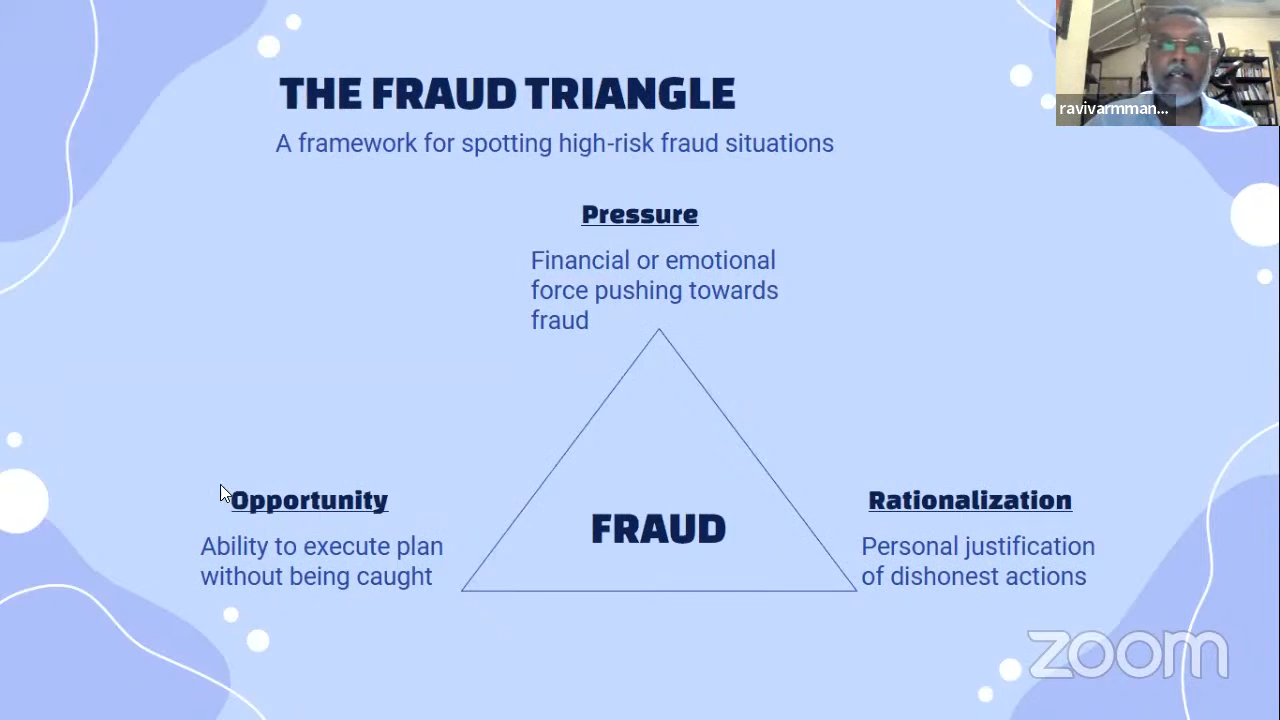 THE FRAUD TRIANGLE
A framework for spotting high-risk fraud situations
ravivarmman...
Pressure
Financial or emotional
force pushing towards
fraud
Opportunity
Ability to execute plan
without being caught
FRAUD
Rationalization
Personal justification
of dishonest actions
zoom